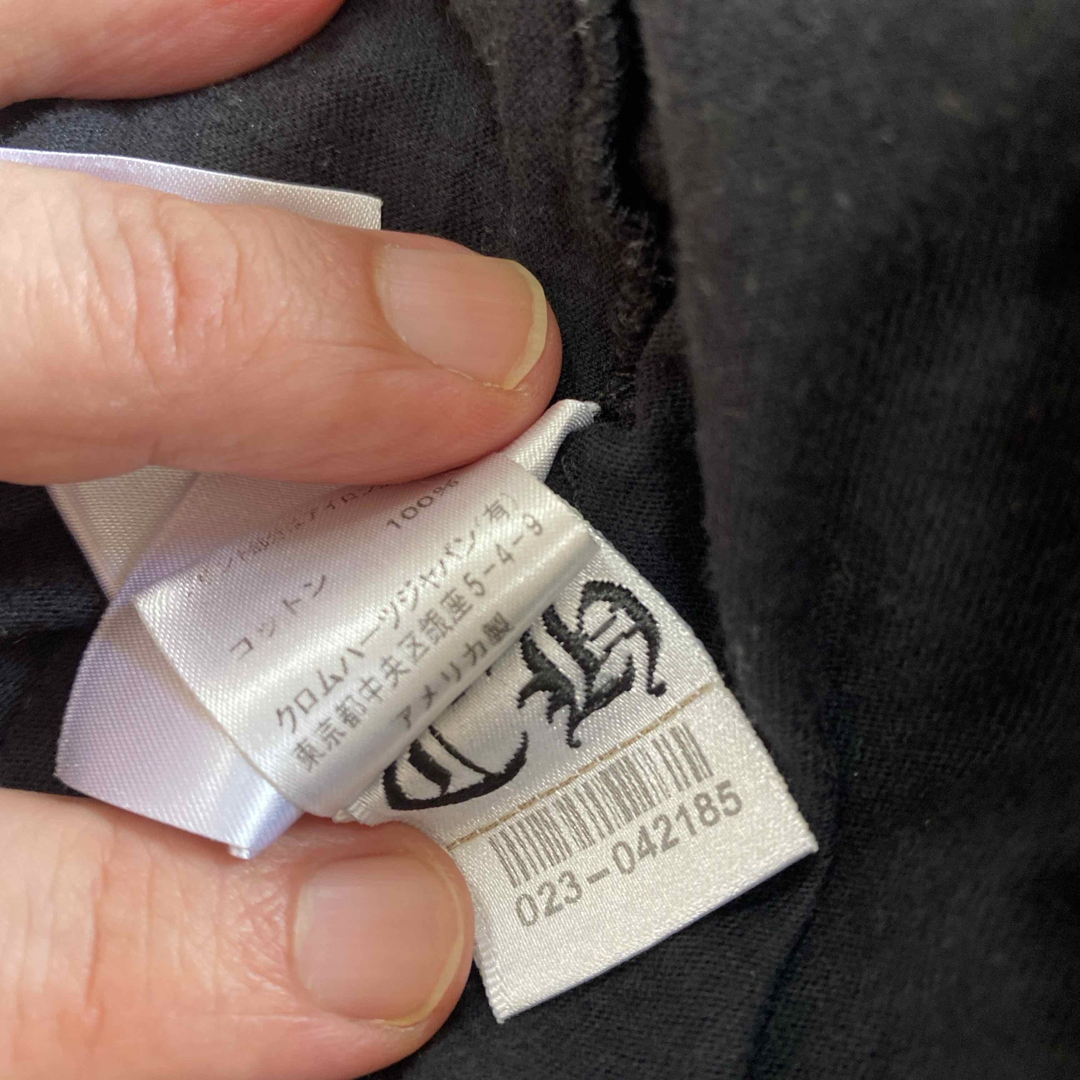 100%
コットン
クロムハーツジャパン(有)
東京都中央区銀座5-4-9
アメリカ製
CH
023-042185